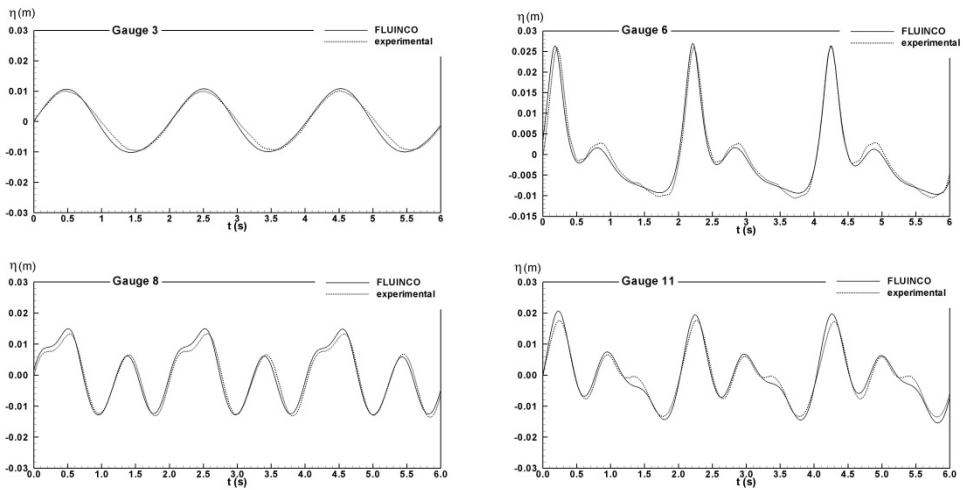 η(m)
Gauge 3
FLUINCO
experimental
0.03
0.02
0.01
0
-0.01
-0.02
-0.03
0 0.5 1 1.5 2 2.5 3 3.5 4 4.5 5 5.5 6
t (s)
η(m)
Gauge 6
FLUINCO
experimental
0.03
0.025
0.02
0.015
0.01
0.005
0
-0.005
-0.01
-0.015
0 0.5 1 1.5 2 2.5 3 3.5 4 4.5 5 5.5 6
t (s)
η(m)
Gauge 8
FLUINCO
experimental
0.03
0.02
0.01
0.00
-0.01
-0.02
-0.03
0.0 0.5 1.0 1.5 2.0 2.5 3.0 3.5 4.0 4.5 5.0 5.5 6.0
t (s)
η(m)
Gauge 11
FLUINCO
experimental
0.03
0.02
0.01
0.00
-0.01
-0.02
-0.03
0.0 0.5 1.0 1.5 2.0 2.5 3.0 3.5 4.0 4.5 5.0 5.5 6.0
t (s)